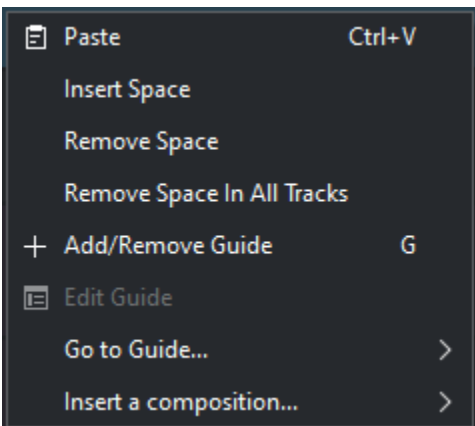 Paste Ctrl+V
Insert Space
Remove Space
Remove Space In All Tracks
Add/Remove Guide G
Edit Guide
Go to Guide...
Insert a composition...